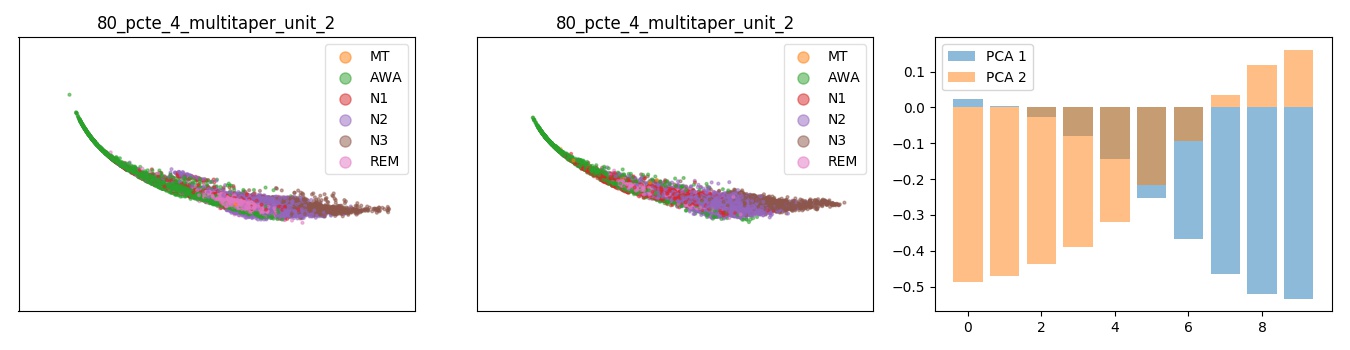 80_pcte_4_multitaper_unit_2
MT
AWA
N1
N2
N3
REM
80_pcte_4_multitaper_unit_2
MT
AWA
N1
N2
N3
REM
PCA 1
PCA 2
0.1
0.0
−0.1
−0.2
−0.3
−0.4
−0.5
0 2 4 6 8